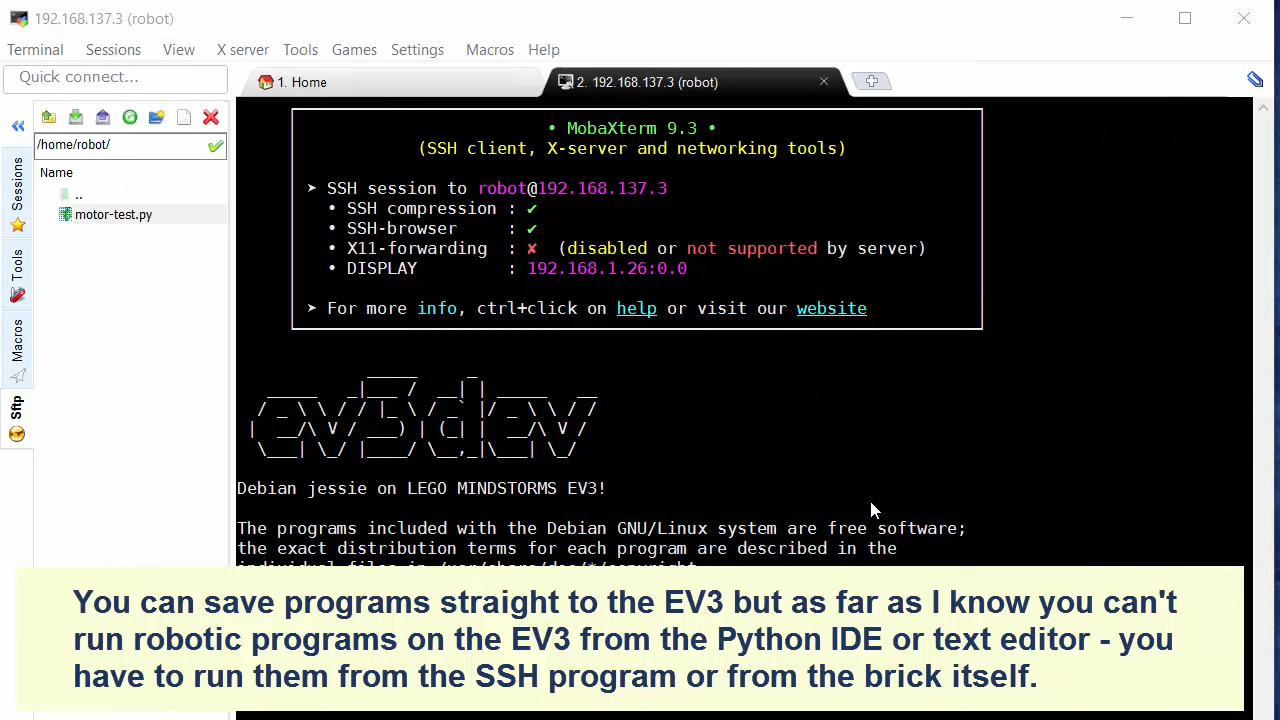 192.168.137.3 (robot)
Terminal Sessions View X server Tools Games Settings Macros Help
Quick connect...
1. Home
2. 192.168.137.3 (robot)
/home/robot/
Name
..
motor-test.py
Sessions
Tools
Macros
Sftp
• MobaXterm 9.3 •
(SSH client, X-server and networking tools)
➤ SSH session to robot@192.168.137.3
• SSH compression : ✔
• SSH-browser : ✔
• X11-forwarding : ✘ (disabled or not supported by server)
• DISPLAY : 192.168.1.26:0.0
➤ For more info, ctrl+click on help or visit our website
ev3dev
Debian jessie on LEGO MINDSTORMS EV3!
The programs included with the Debian GNU/Linux system are free software;
the exact distribution terms for each program are described in the
individual files in /usr/share/doc/*/copyright
You can save programs straight to the EV3 but as far as I know you can't
run robotic programs on the EV3 from the Python IDE or text editor - you
have to run them from the SSH program or from the brick itself.